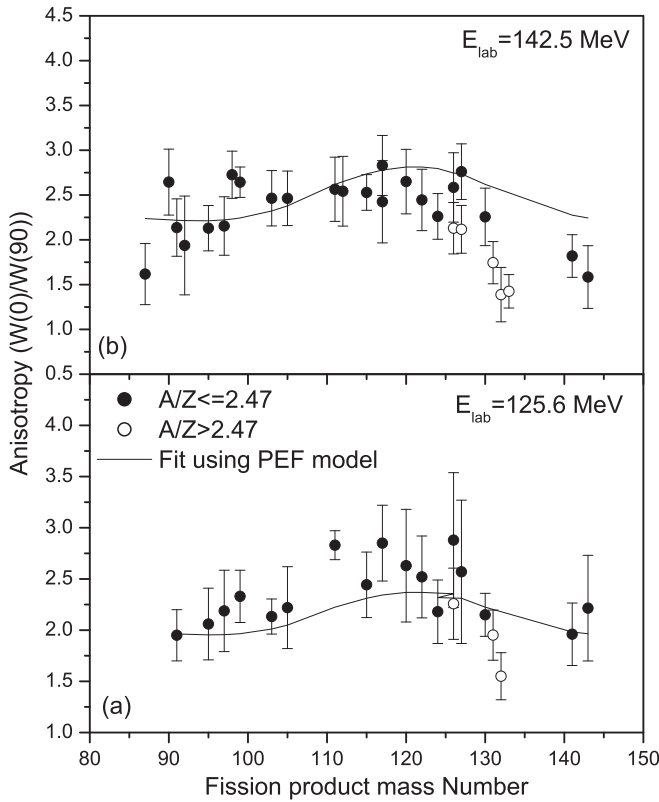 4.5
4.0
3.5
3.0
2.5
2.0
1.5
1.0
0.5
E_lab=142.5 MeV
(b)
Anisotropy (W(0)/W(90))
A/Z<=2.47
A/Z>2.47
Fit using PEF model
E_lab=125.6 MeV
4.0
3.5
3.0
2.5
2.0
1.5
1.0
(a)
80 90 100 110 120 130 140 150
Fission product mass Number